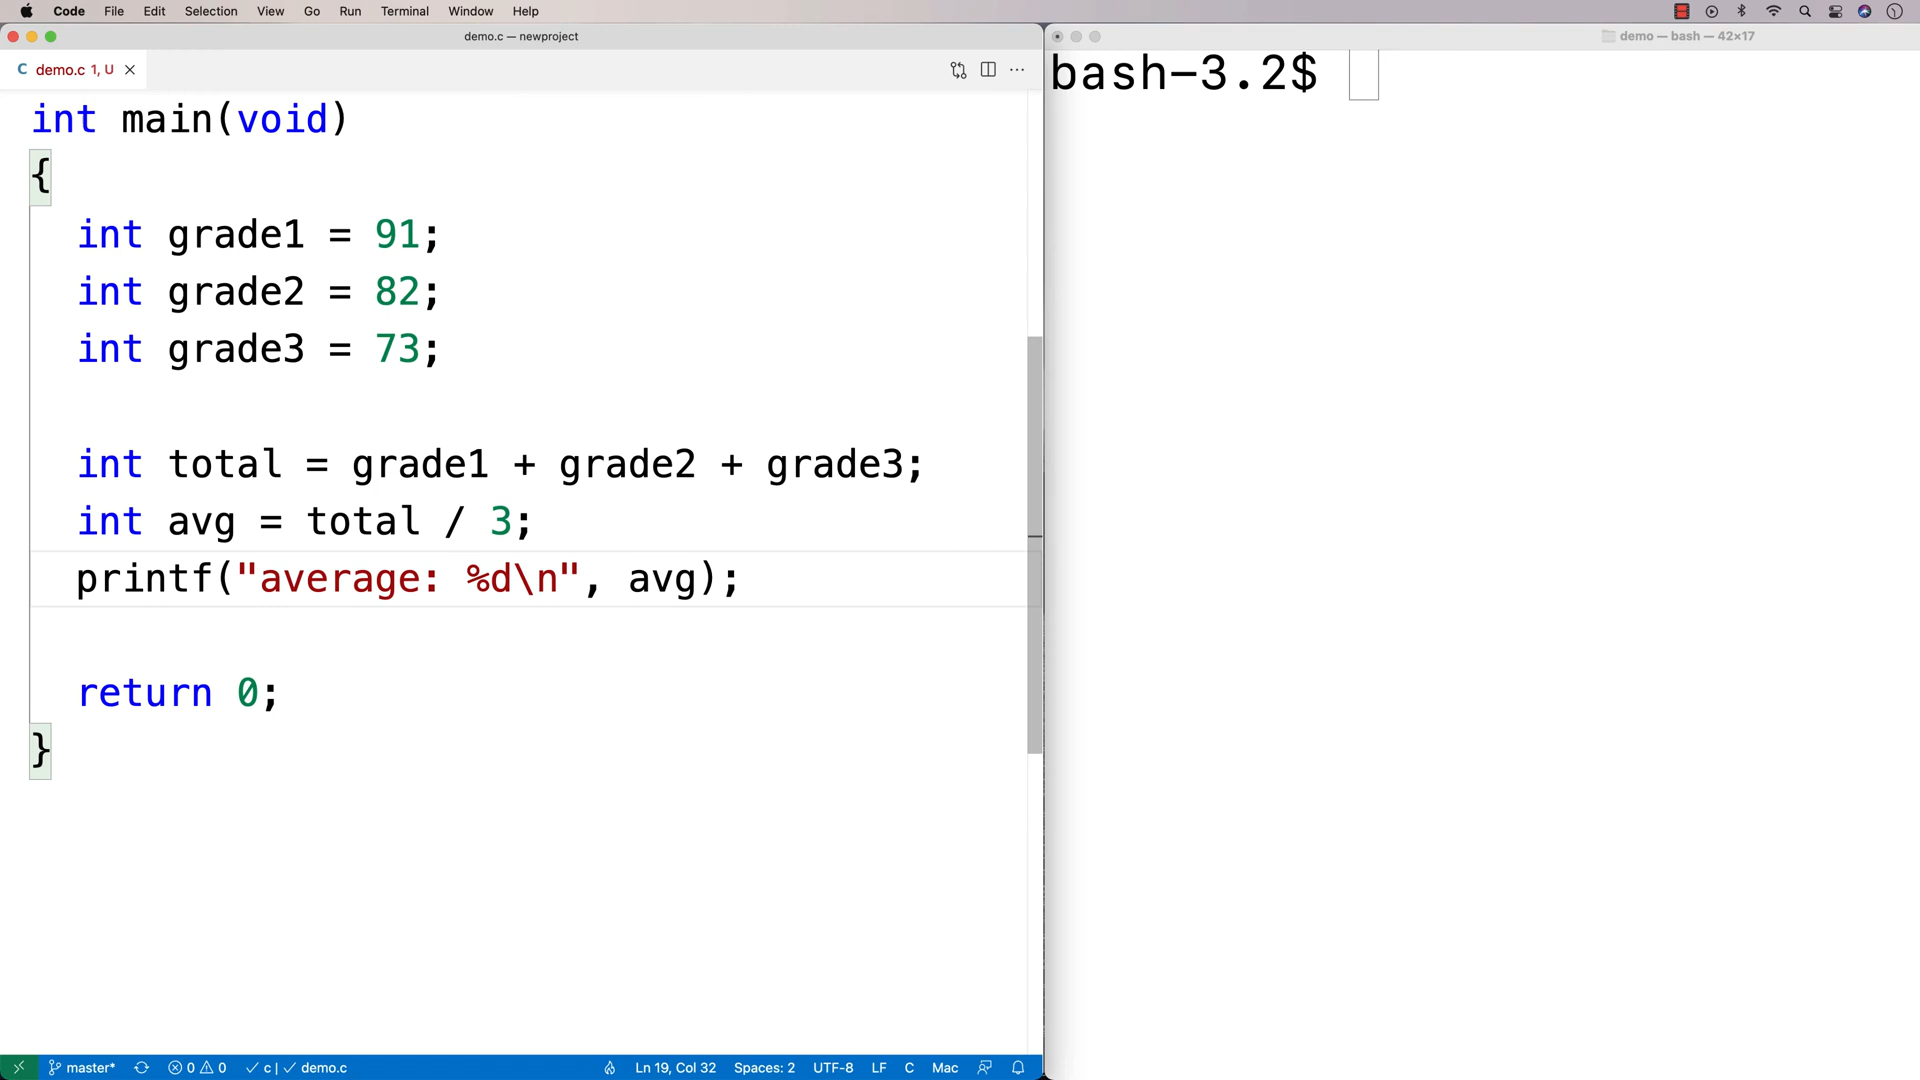 Code File Edit Selection View Go Run Terminal Window Help
demo.c — newproject
C demo.c 1, U
int main(void)
{
int grade1 = 91;
int grade2 = 82;
int grade3 = 73;
int total = grade1 + grade2 + grade3;
int avg = total / 3;
printf("average: %d\n", avg);
return 0;
}
master* 0 0 c | demo.c Ln 19, Col 32 Spaces: 2 UTF-8 LF C Mac
demo — bash — 42×17
bash-3.2$